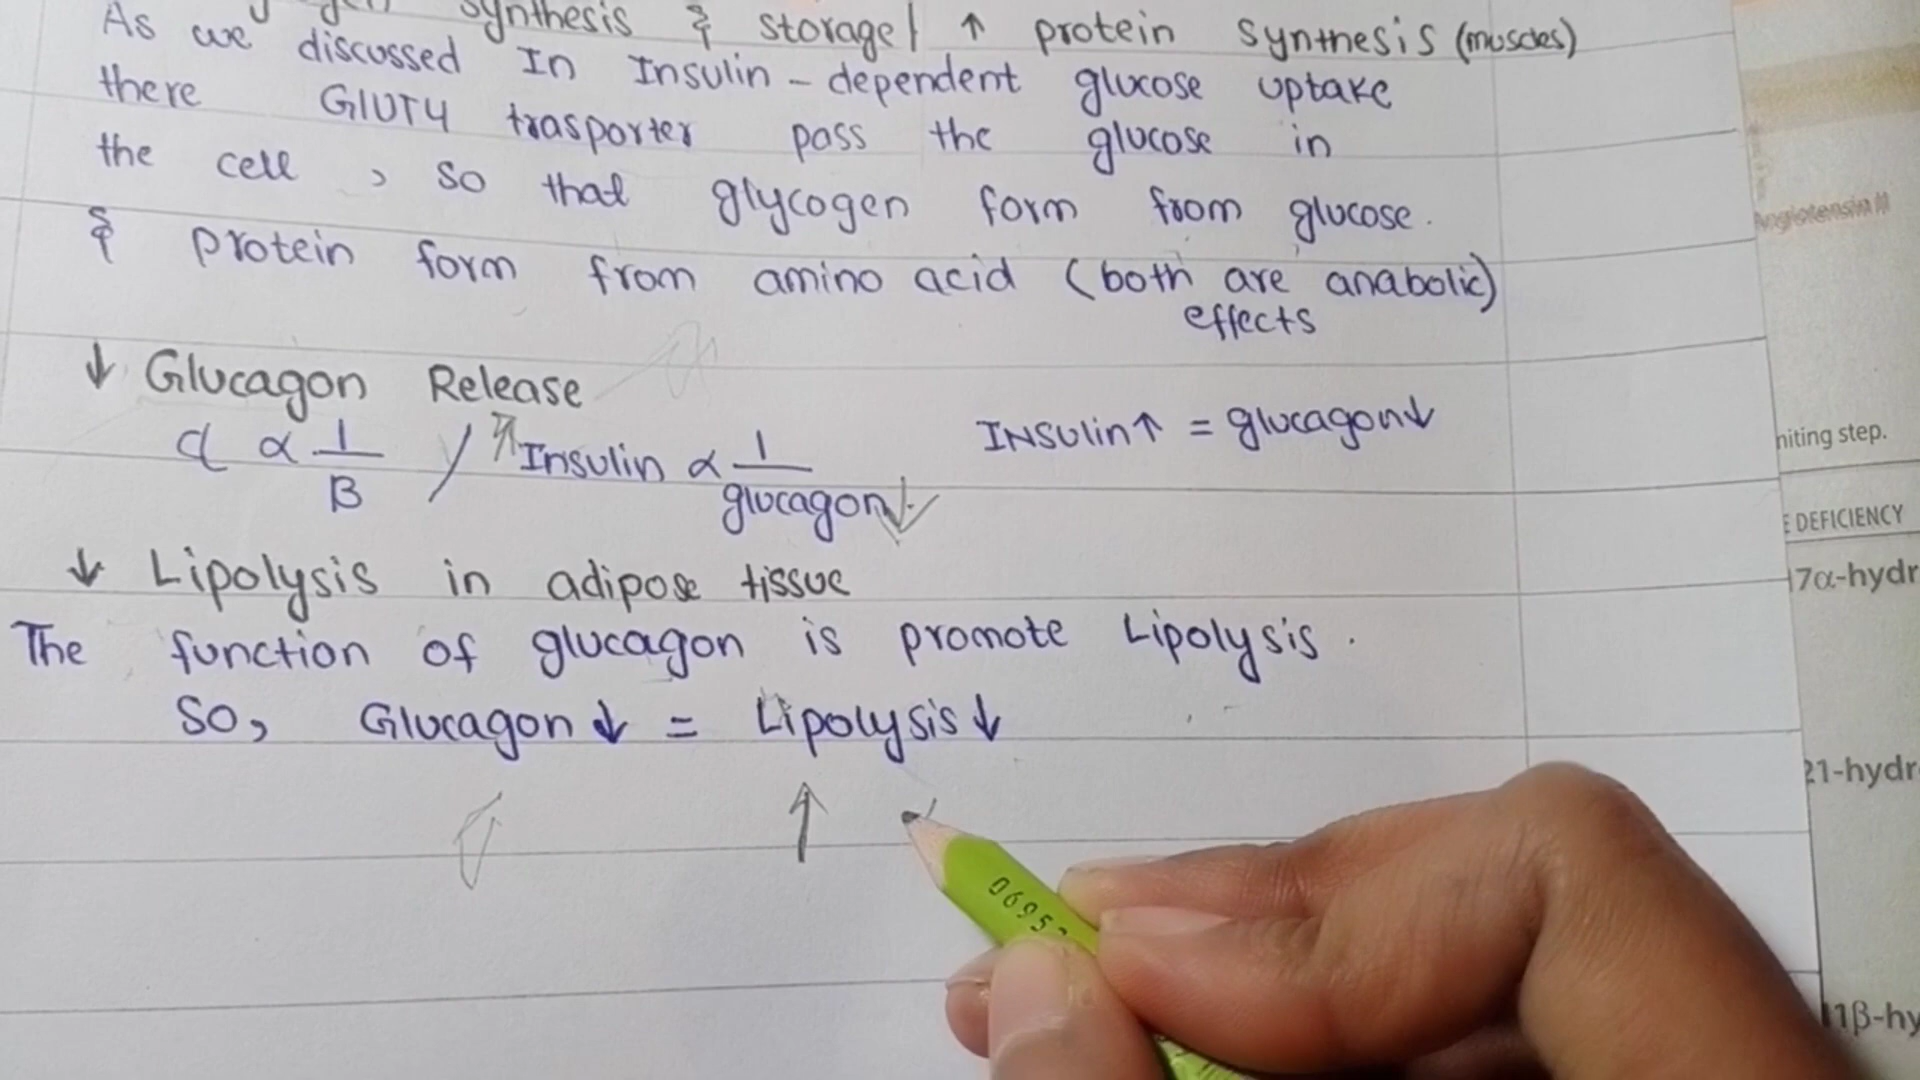 synthesis & storage | ↑ protein synthesis (muscles)
As we discussed In Insulin-dependent glucose uptake
there GlUT4 trasporter pass the glucose in
the cell, so that glycogen form from glucose.
& protein form from amino acid (both are anabolic)
effects
↓ Glucagon Release
α ∝ 1/B / ↑ Insulin ∝ 1/glucagon ↓
INSUlin↑ = glucagon↓
↓ Lipolysis in adipose tissue
The function of glucagon is promote Lipolysis.
So, Glucagon ↓ = Lipolysis ↓
↑
0695
Angiotensin II
niting step.
DEFICIENCY
17α-hydr
21-hydr
11β-hy